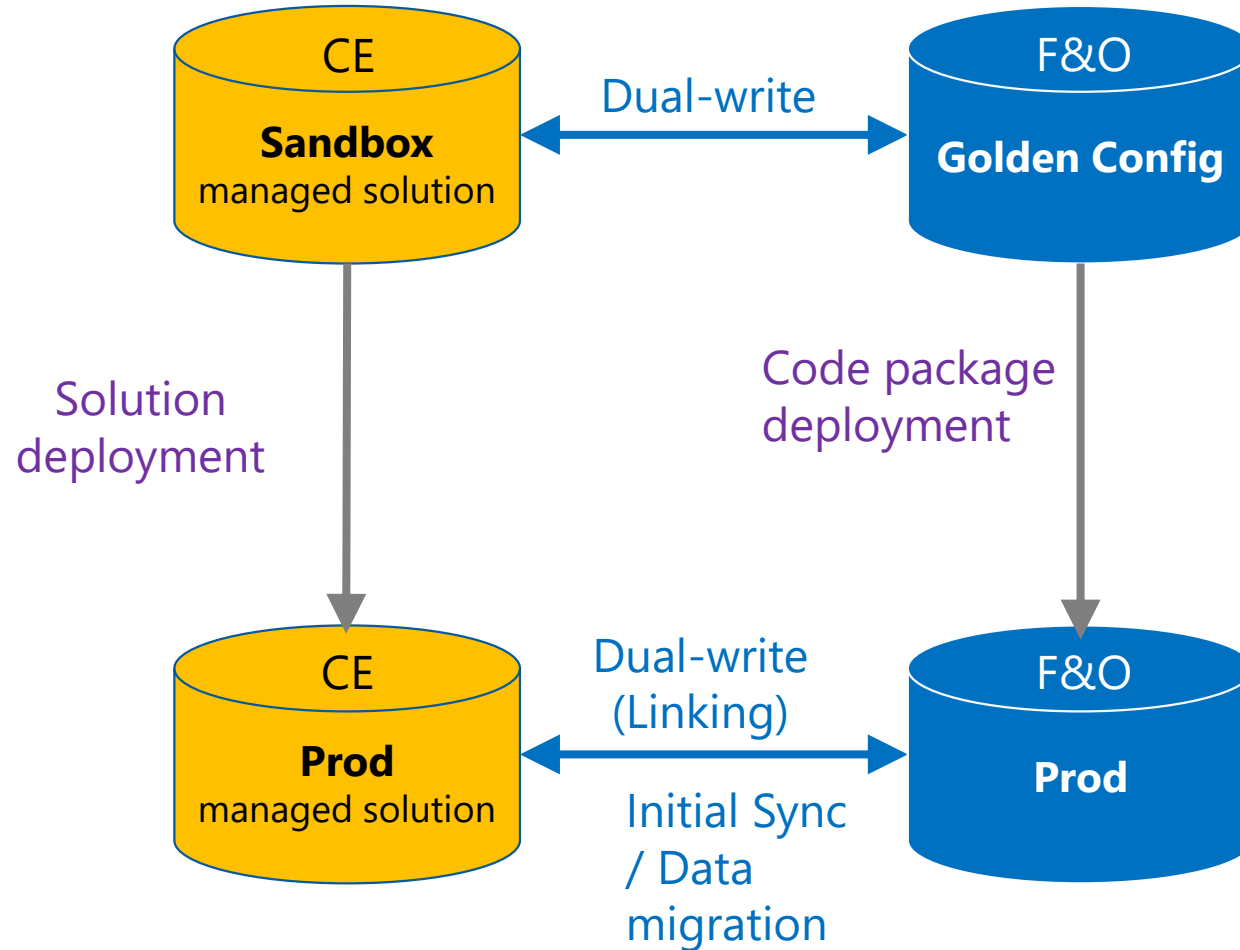 CE
Sandbox
managed solution
Dual-write
F&O
Golden Config
Solution
deployment
Code package
deployment
CE
Prod
managed solution
Dual-write
(Linking)
Initial Sync
/ Data
migration
F&O
Prod